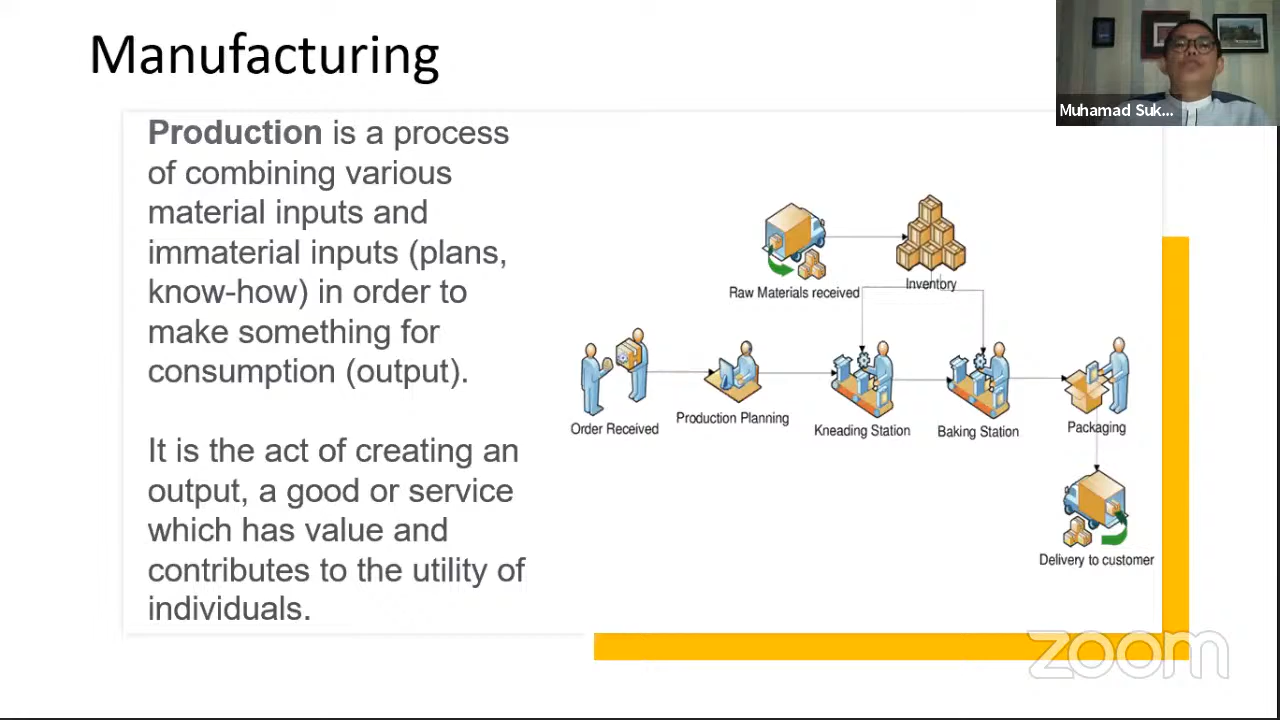 Manufacturing
Muhamad Suk...
Production is a process
of combining various
material inputs and
immaterial inputs (plans,
know-how) in order to
make something for
consumption (output).
It is the act of creating an
output, a good or service
which has value and
contributes to the utility of
individuals.
Raw Materials received
Inventory
Order Received
Production Planning
Kneading Station
Baking Station
Packaging
Delivery to customer
zoom